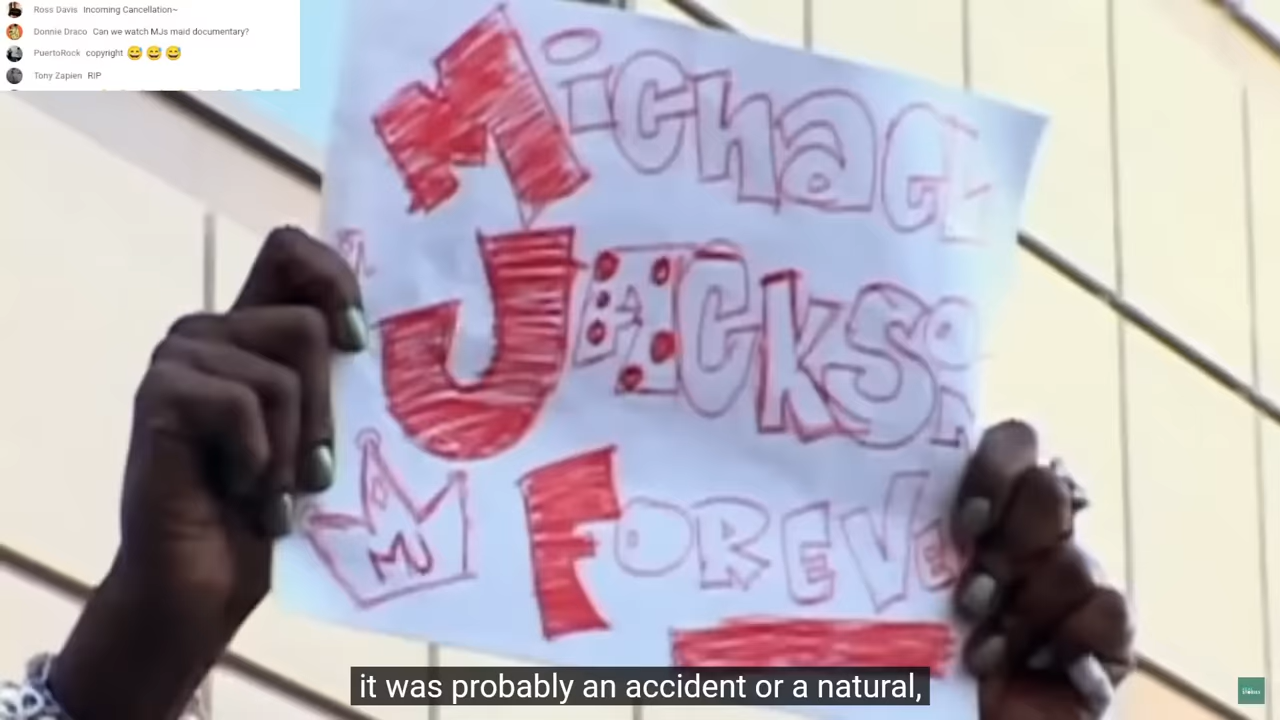 Ross Davis Incoming Cancellation~
Donnie Draco Can we watch MJs maid documentary?
PuertoRock copyright 😅 😅 😅
Tony Zapien RIP
Michael
Jackso
MJ
Foreve
it was probably an accident or a natural,